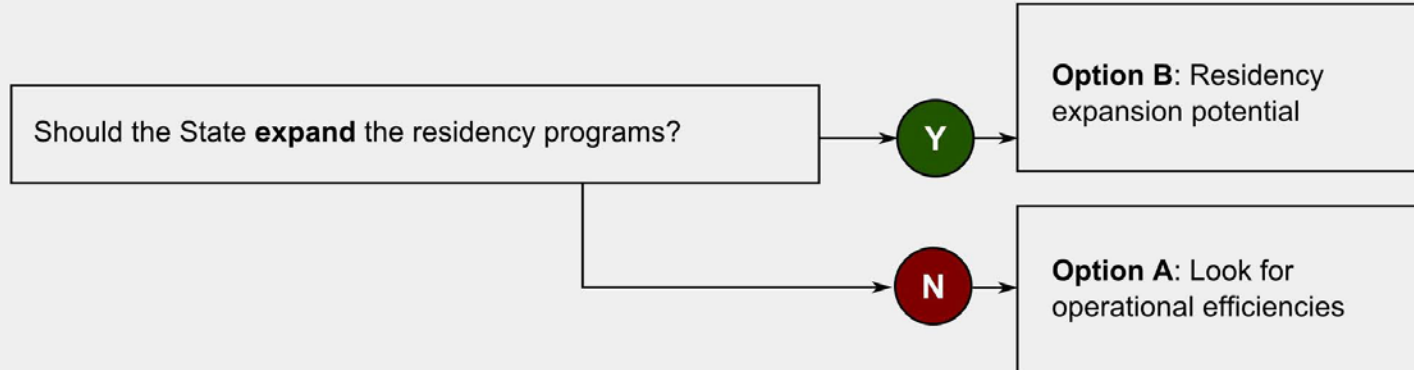 Should the State expand the residency programs?
Y
Option B: Residency
expansion potential
N
Option A: Look for
operational efficiencies